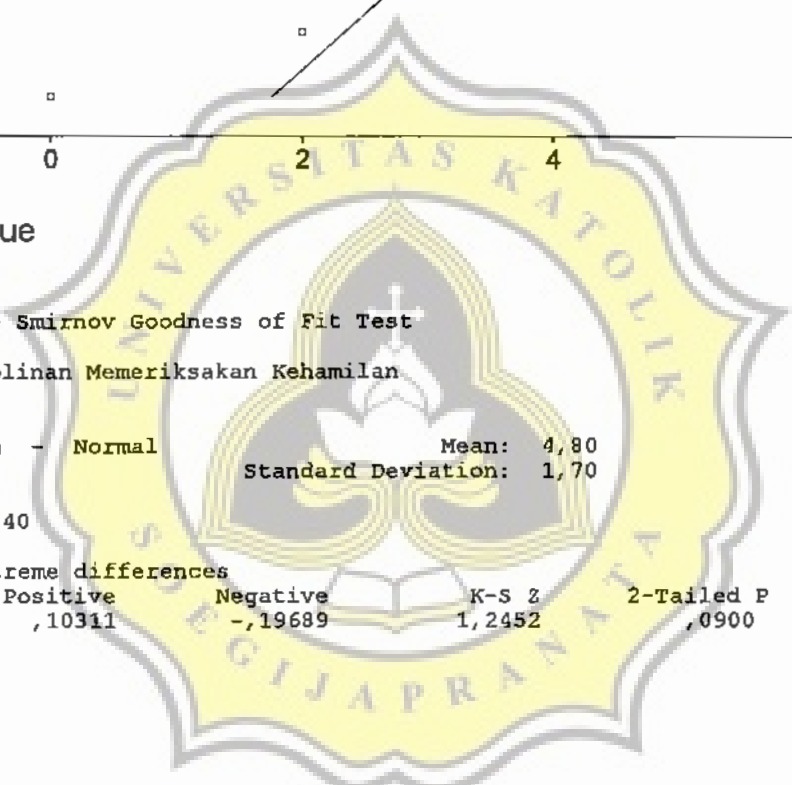 0 2 4
ue
Smirnov Goodness of Fit Test
olinan Memeriksakan Kehamilan
- Normal Mean: 4,80
Standard Deviation: 1,70
40
reme differences
Positive Negative K-S Z 2-Tailed P
,10311 -,19689 1,2452 ,0900
UNIVERSITAS KATOLIK
SOEGIJAPRANATA